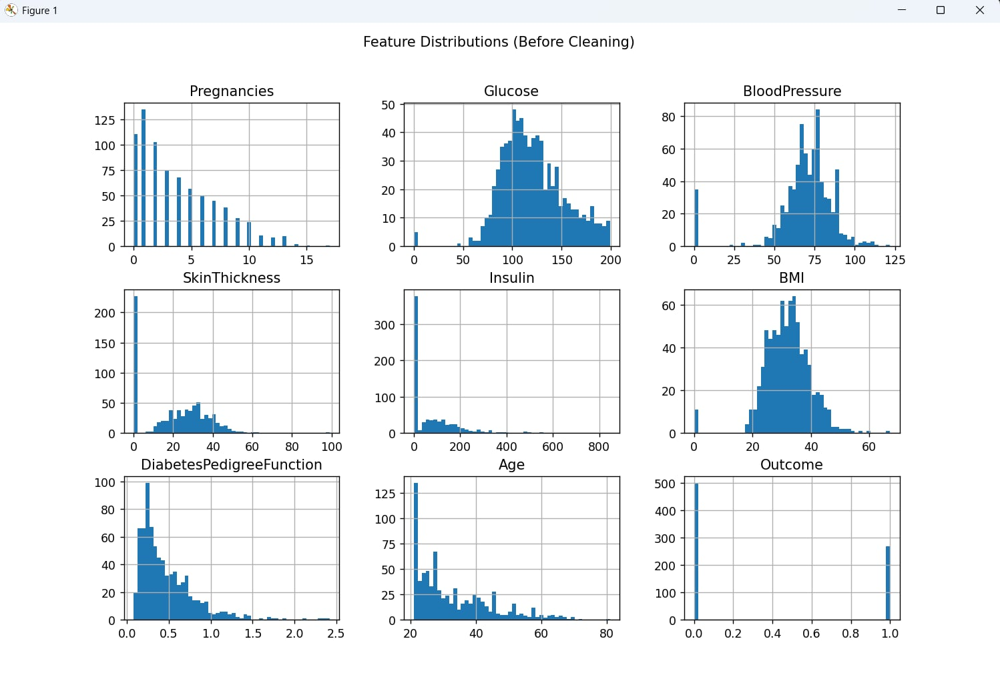 Figure 1
Feature Distributions (Before Cleaning)
Pregnancies
125
100
75
50
25
0
0 5 10 15
Glucose
50
40
30
20
10
0
0 50 100 150 200
BloodPressure
80
60
40
20
0
0 25 50 75 100 125
SkinThickness
200
150
100
50
0
0 20 40 60 80 100
Insulin
300
200
100
0
0 200 400 600 800
BMI
60
40
20
0
0 20 40 60
DiabetesPedigreeFunction
100
80
60
40
20
0
0.0 0.5 1.0 1.5 2.0 2.5
Age
125
100
75
50
25
0
20 40 60 80
Outcome
500
400
300
200
100
0
0.0 0.2 0.4 0.6 0.8 1.0